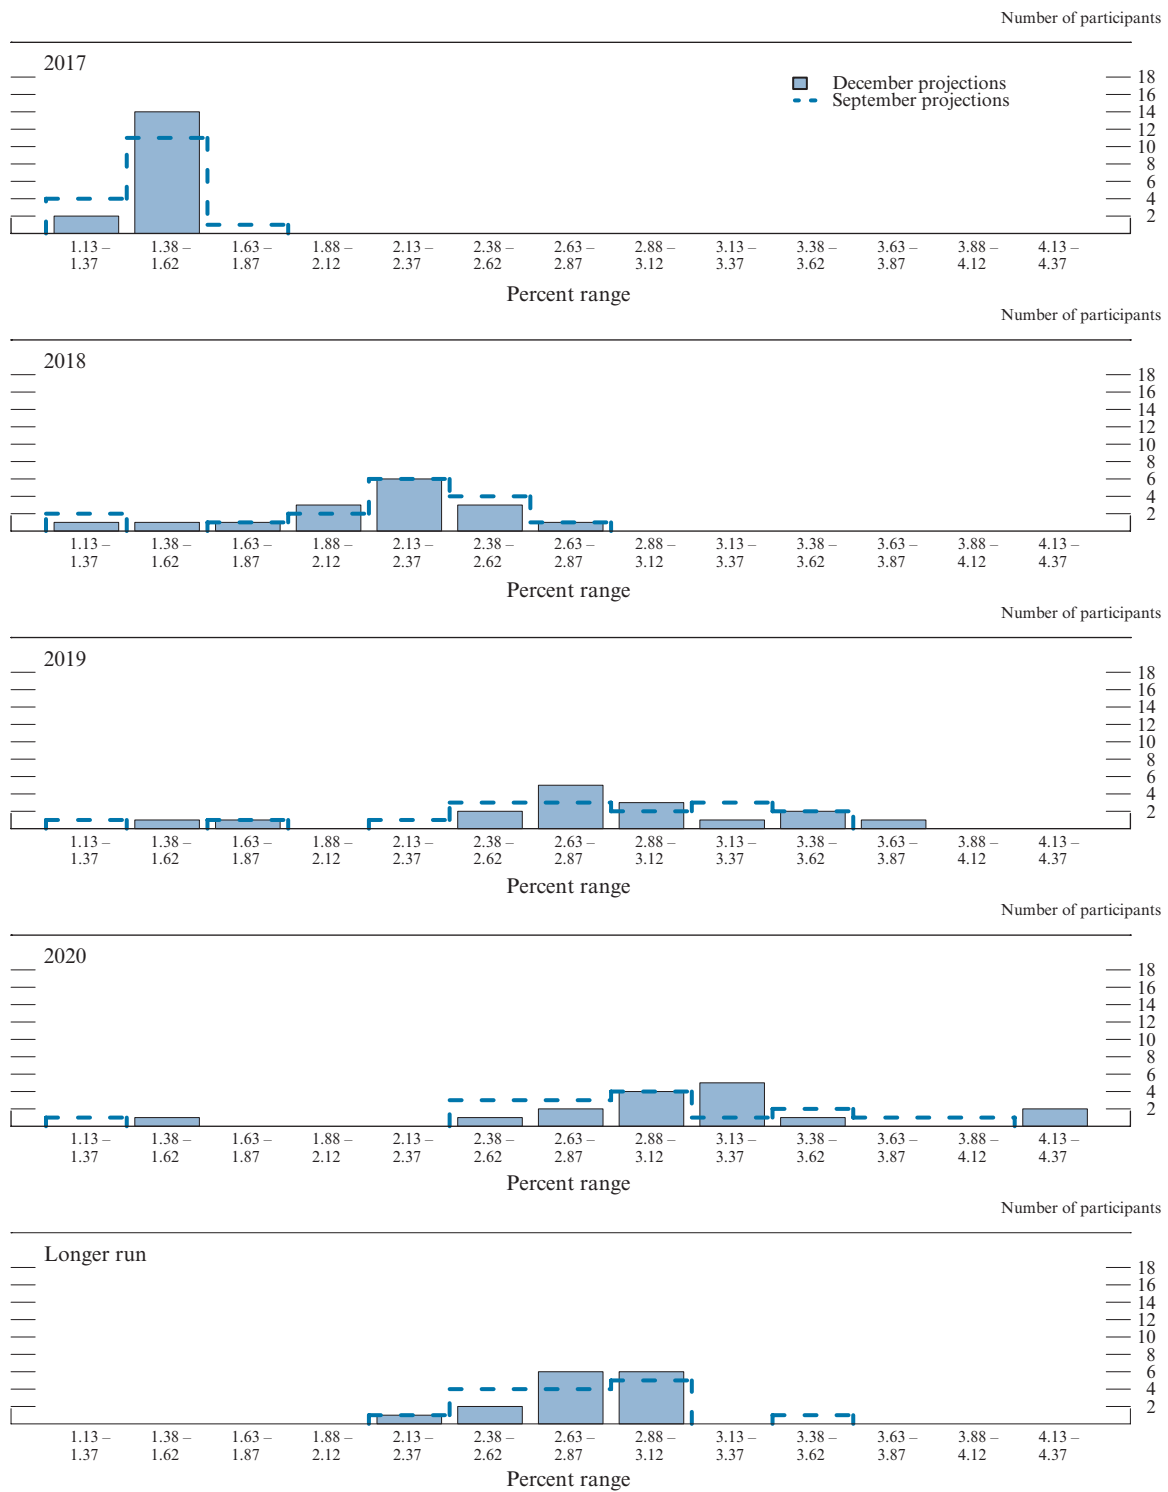 Number of participants
2017
December projections
September projections
18
16
14
12
10
8
6
4
2
1.13 – 1.38 – 1.63 – 1.88 – 2.13 – 2.38 – 2.63 – 2.88 – 3.13 – 3.38 – 3.63 – 3.88 – 4.13 –
1.37 1.62 1.87 2.12 2.37 2.62 2.87 3.12 3.37 3.62 3.87 4.12 4.37
Percent range
Number of participants
2018
18
16
14
12
10
8
6
4
2
1.13 – 1.38 – 1.63 – 1.88 – 2.13 – 2.38 – 2.63 – 2.88 – 3.13 – 3.38 – 3.63 – 3.88 – 4.13 –
1.37 1.62 1.87 2.12 2.37 2.62 2.87 3.12 3.37 3.62 3.87 4.12 4.37
Percent range
Number of participants
2019
18
16
14
12
10
8
6
4
2
1.13 – 1.38 – 1.63 – 1.88 – 2.13 – 2.38 – 2.63 – 2.88 – 3.13 – 3.38 – 3.63 – 3.88 – 4.13 –
1.37 1.62 1.87 2.12 2.37 2.62 2.87 3.12 3.37 3.62 3.87 4.12 4.37
Percent range
Number of participants
2020
18
16
14
12
10
8
6
4
2
1.13 – 1.38 – 1.63 – 1.88 – 2.13 – 2.38 – 2.63 – 2.88 – 3.13 – 3.38 – 3.63 – 3.88 – 4.13 –
1.37 1.62 1.87 2.12 2.37 2.62 2.87 3.12 3.37 3.62 3.87 4.12 4.37
Percent range
Number of participants
Longer run
18
16
14
12
10
8
6
4
2
1.13 – 1.38 – 1.63 – 1.88 – 2.13 – 2.38 – 2.63 – 2.88 – 3.13 – 3.38 – 3.63 – 3.88 – 4.13 –
1.37 1.62 1.87 2.12 2.37 2.62 2.87 3.12 3.37 3.62 3.87 4.12 4.37
Percent range